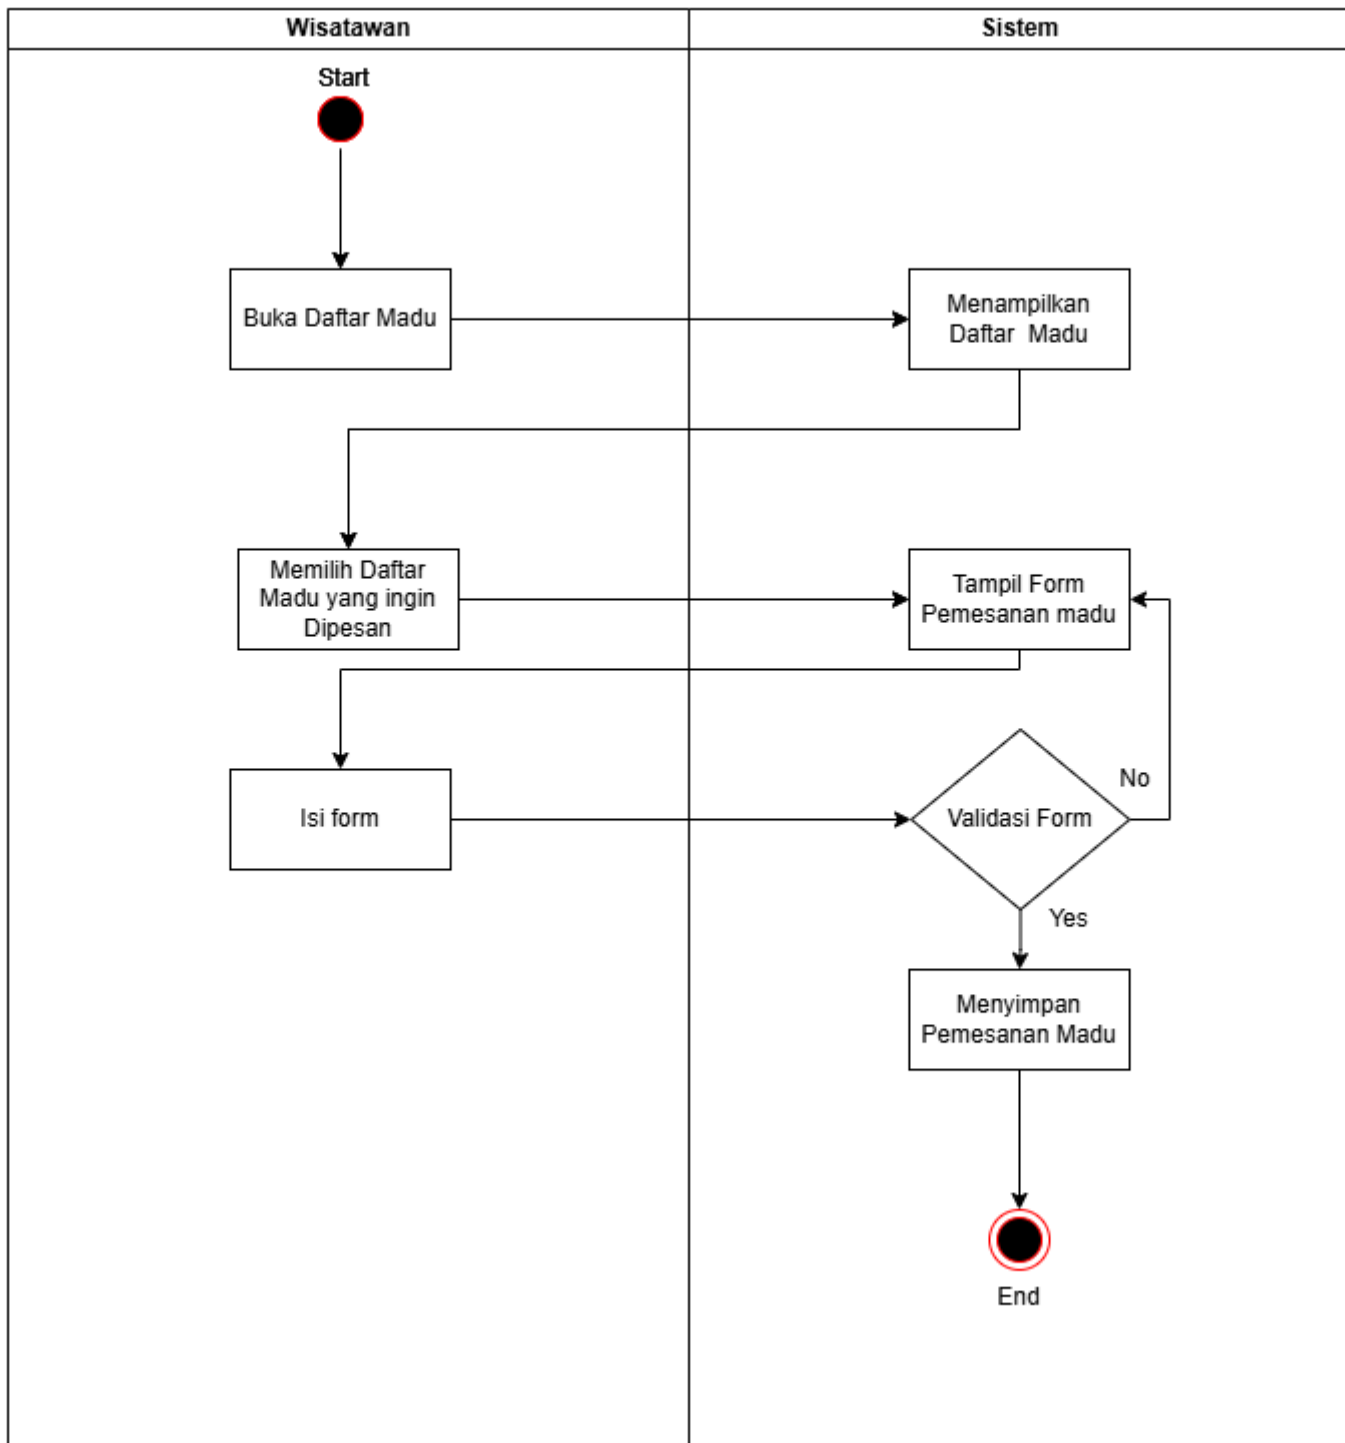 Wisatawan
Sistem
Start
Buka Daftar Madu
Menampilkan
Daftar Madu
Memilih Daftar
Madu yang ingin
Dipesan
Tampil Form
Pemesanan madu
Isi form
Validasi Form
No
Yes
Menyimpan
Pemesanan Madu
End